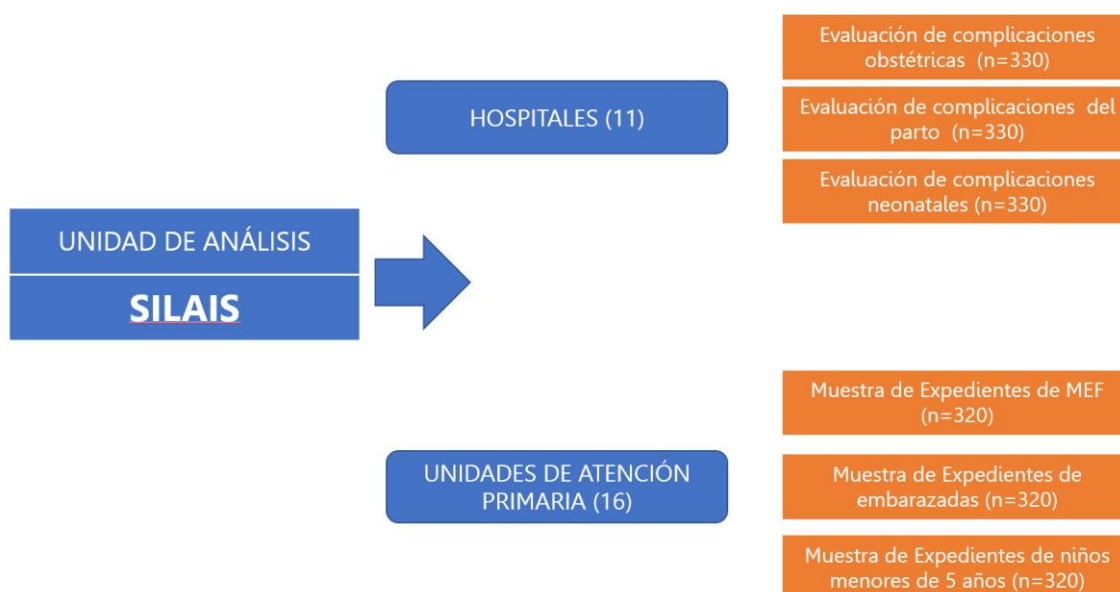 UNIDAD DE ANÁLISIS
SILAIS
HOSPITALES (11)
Evaluación de complicaciones
obstétricas (n=330)
Evaluación de complicaciones del
parto (n=330)
Evaluación de complicaciones
neonatales (n=330)
UNIDADES DE ATENCIÓN
PRIMARIA (16)
Muestra de Expedientes de MEF
(n=320)
Muestra de Expedientes de
embarazadas (n=320)
Muestra de Expedientes de niños
menores de 5 años (n=320)